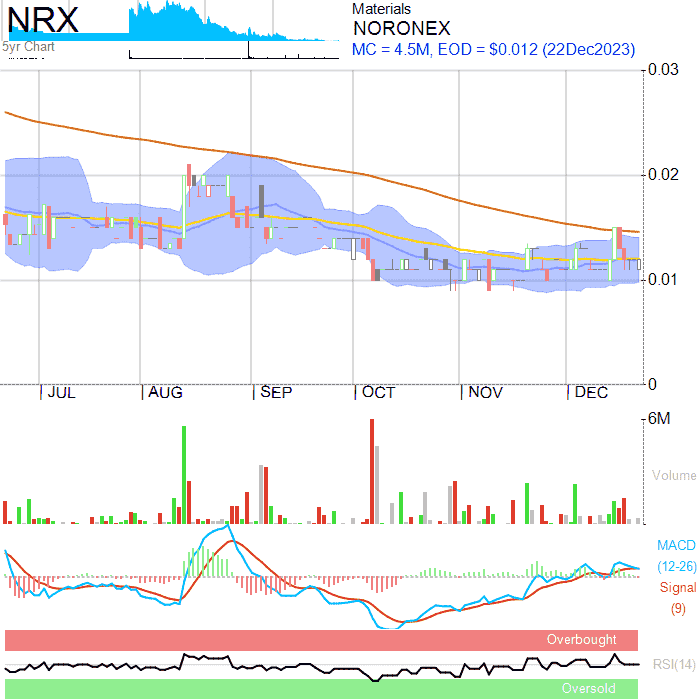 NRX
5yr Chart
Materials
NORONEX
MC = 4.5M, EOD = $0.012 (22Dec2023)
0.03
0.02
0.01
0
JUL AUG SEP OCT NOV DEC
6M
Volume
MACD
(12-26)
Signal
(9)
Overbought
RSI(14)
Oversold